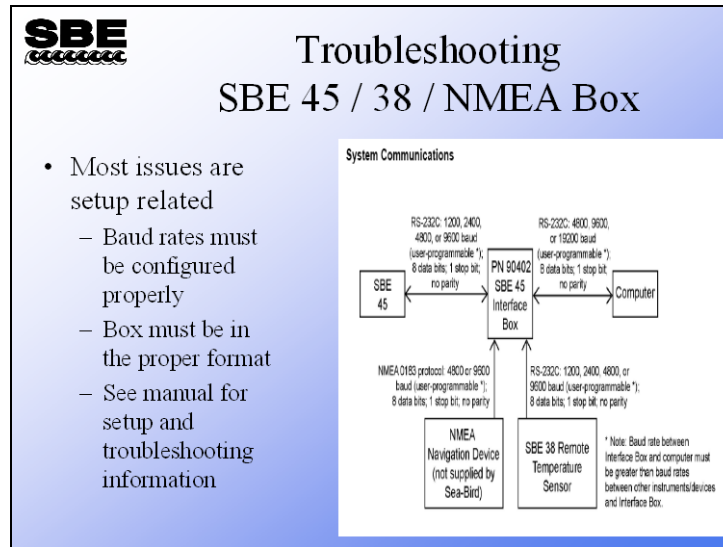 SBE
Troubleshooting
SBE 45 / 38 / NMEA Box
• Most issues are
setup related
– Baud rates must
be configured
properly
– Box must be in
the proper format
– See manual for
setup and
troubleshooting
information
System Communications
RS-232C: 1200, 2400,
4800, or 9600 baud
(user-programmable *);
8 data bits; 1 stop bit;
no parity
RS-232C: 4800, 9600,
or 19200 baud
(user-programmable *);
8 data bits; 1 stop bit;
no parity
SBE
45
PN 90402
SBE 45
Interface
Box
Computer
NMEA 0183 protocol: 4800 or 9600
baud (user-programmable *);
8 data bits; 1 stop bit; no parity
RS-232C: 1200, 2400, 4800, or
9600 baud (user-programmable *);
8 data bits; 1 stop bit; no parity
NMEA
Navigation Device
(not supplied by
Sea-Bird)
SBE 38 Remote
Temperature
Sensor
* Note: Baud rate between
Interface Box and computer must
be greater than baud rates
between other instruments/devices
and Interface Box.